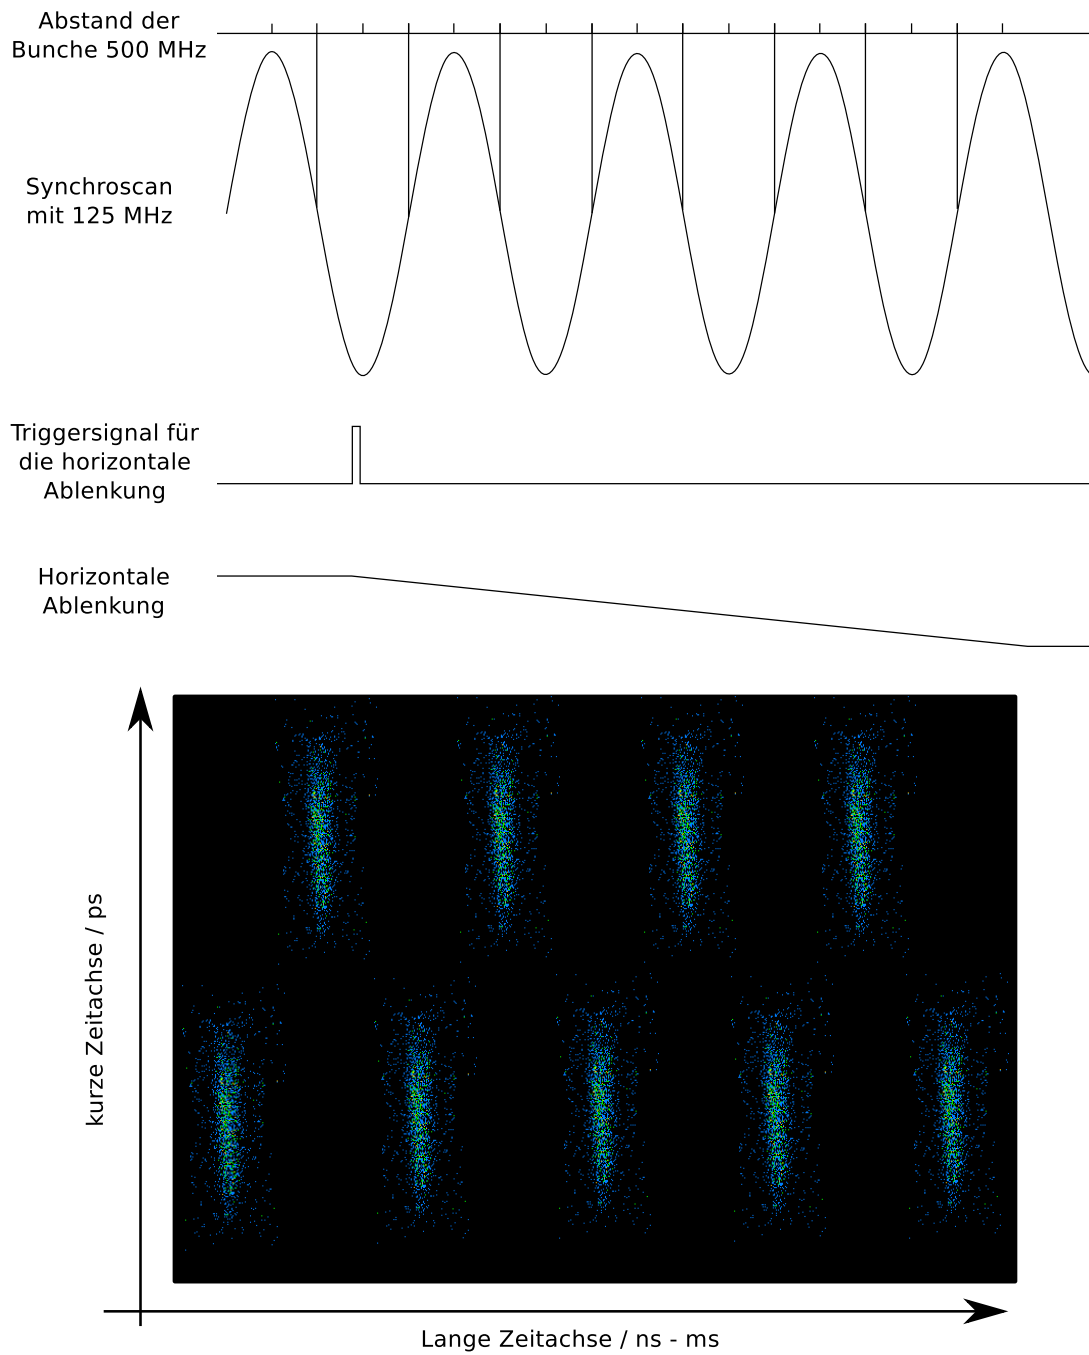 Abstand der
Bunche 500 MHz
Synchroscan
mit 125 MHz
Triggersignal für
die horizontale
Ablenkung
Horizontale
Ablenkung
kurze Zeitachse / ps
Lange Zeitachse / ns - ms